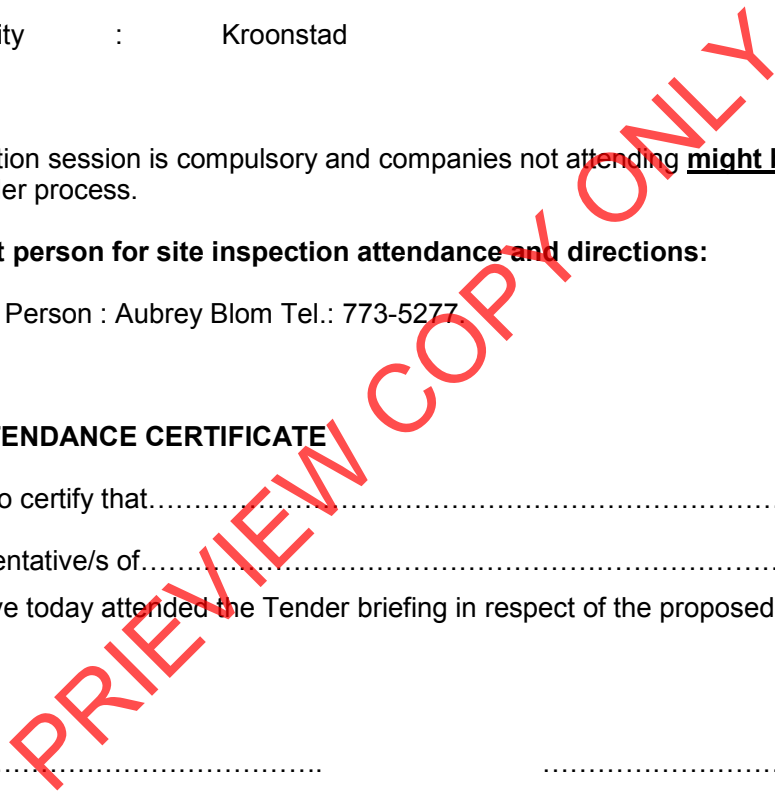 ity : Kroonstad
tion session is compulsory and companies not attending might
er process.
t person for site inspection attendance and directions:
Person : Aubrey Blom Tel.: 773-5277.
TENDANCE CERTIFICATE
o certify that…………………………………………………………………
entative/s of…………………………………………………………………
ve today attended the Tender briefing in respect of the proposed
………………………………. ……………………….
PRIEVIEW COPY ONLY